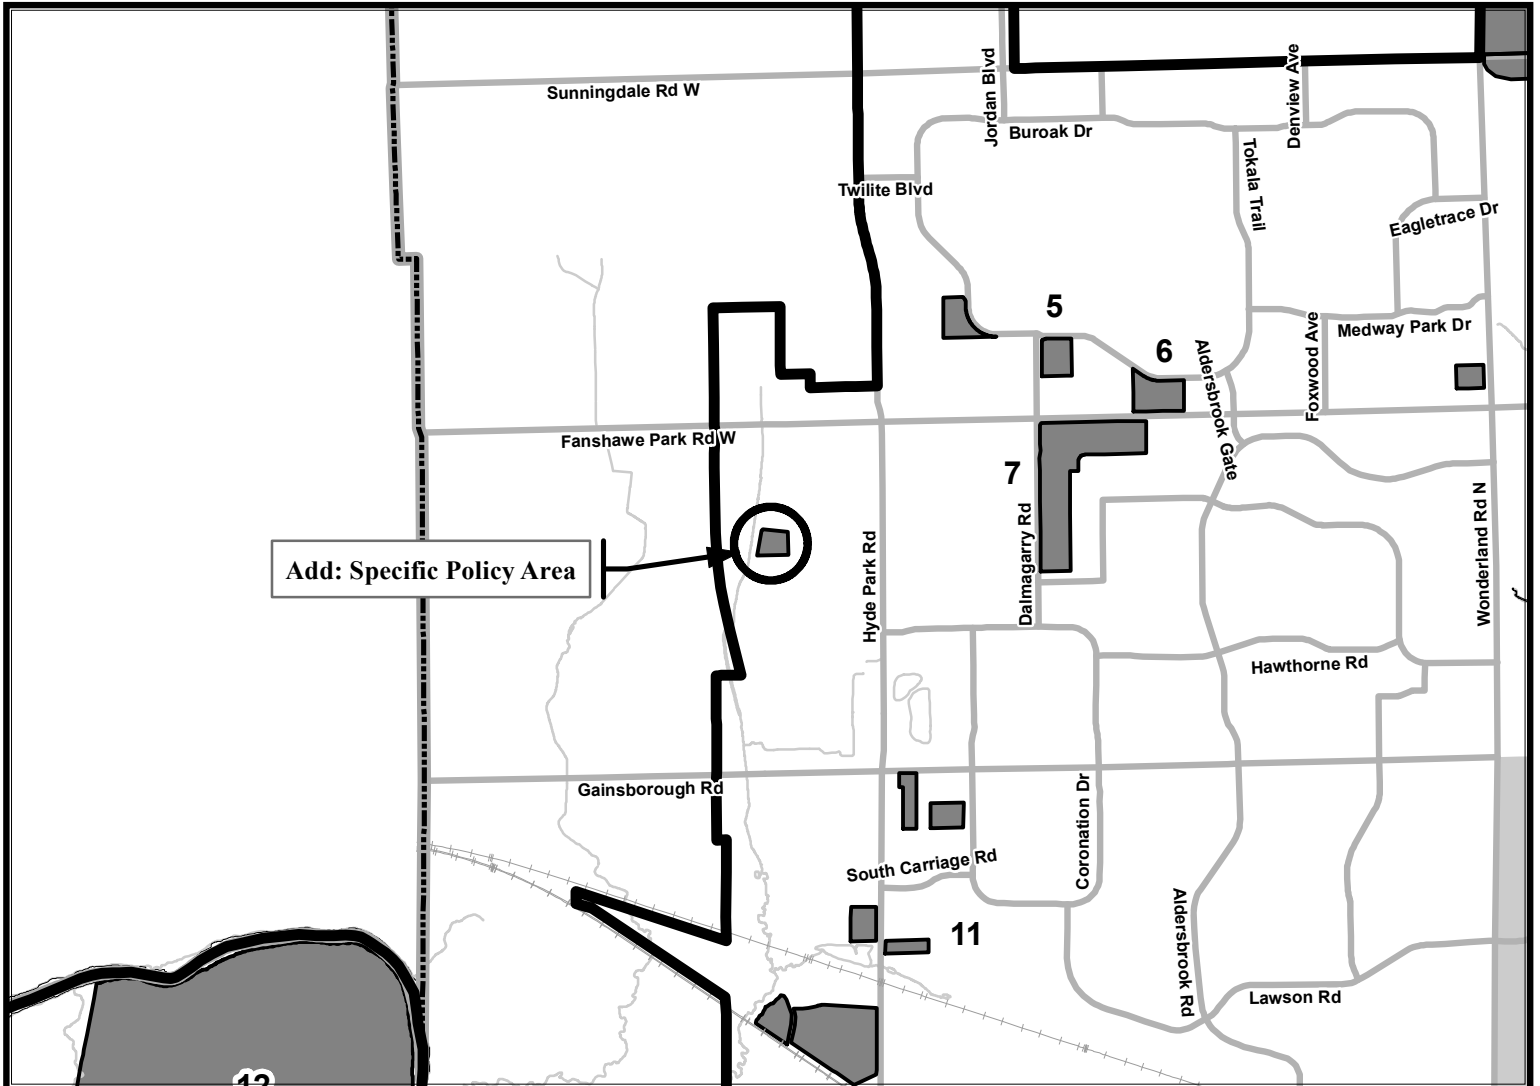 Jordan Blvd
Denview Ave
Sunningdale Rd W
Buroak Dr
Tokala Trail
Twilite Blvd
Eagletrace Dr
5
Medway Park Dr
6
Aldersbrook Gate
Foxwood Ave
Fanshawe Park Rd W
7
Wonderland Rd N
Dalmagarry Rd
Hyde Park Rd
Add: Specific Policy Area
Hawthorne Rd
Gainsborough Rd
Coronation Dr
South Carriage Rd
Aldersbrook Rd
11
Lawson Rd
12